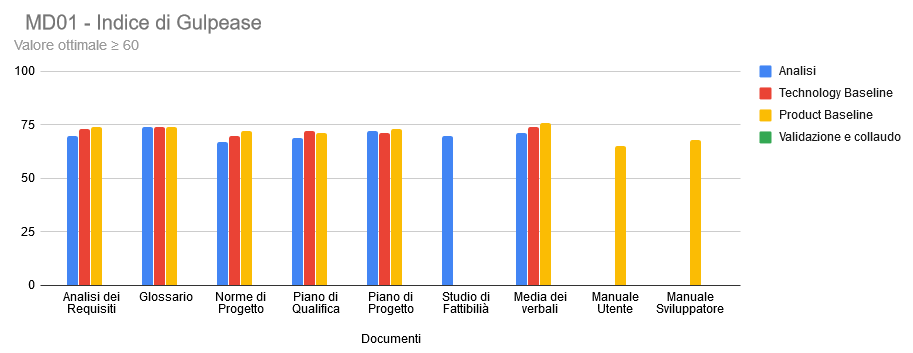 MD01 - Indice di Gulpease
Valore ottimale ≥ 60
100
75
50
25
0
Analisi dei
Requisiti
Glossario
Norme di
Progetto
Piano di
Qualifica
Piano di
Progetto
Studio di
Fattibilià
Media dei
verbali
Manuale
Utente
Manuale
Sviluppatore
Documenti
Analisi
Technology Baseline
Product Baseline
Validazione e collaudo